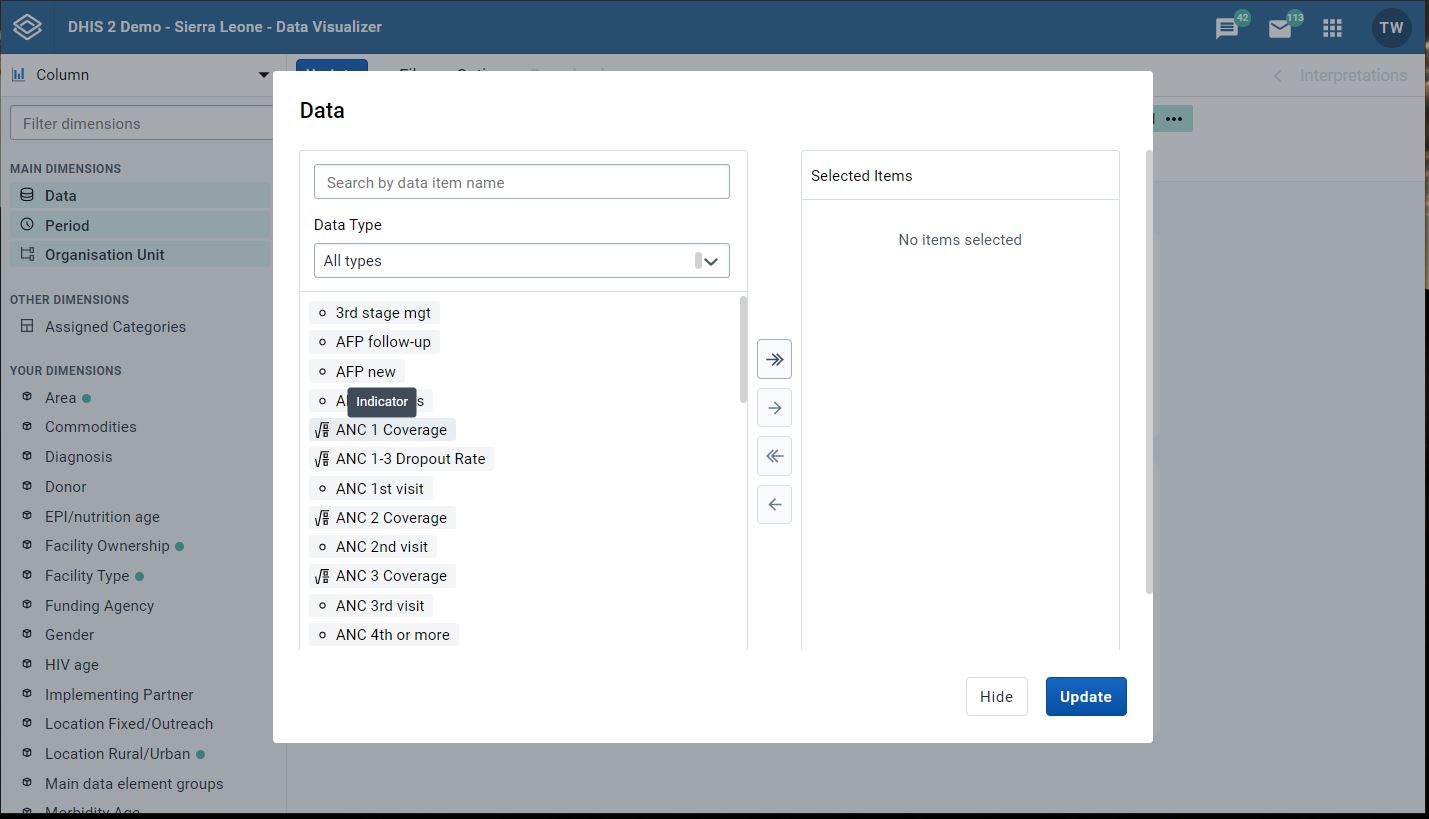 DHIS 2 Demo - Sierra Leone - Data Visualizer
42
113
TW
Column
Interpretations
Filter dimensions
MAIN DIMENSIONS
Data
Period
Organisation Unit
OTHER DIMENSIONS
Assigned Categories
YOUR DIMENSIONS
Area
Commodities
Diagnosis
Donor
EPI/nutrition age
Facility Ownership
Facility Type
Funding Agency
Gender
HIV age
Implementing Partner
Location Fixed/Outreach
Location Rural/Urban
Main data element groups
Morbidity Age
Data
Search by data item name
Data Type
All types
3rd stage mgt
AFP follow-up
AFP new
Indicator
ANC 1 Coverage
ANC 1-3 Dropout Rate
ANC 1st visit
ANC 2 Coverage
ANC 2nd visit
ANC 3 Coverage
ANC 3rd visit
ANC 4th or more
Selected Items
No items selected
Hide
Update